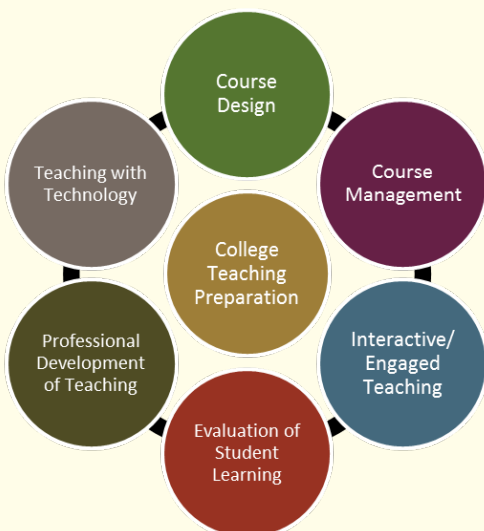 Course
Design
Teaching with
Technology
Course
Management
College
Teaching
Preparation
Professional
Development
of Teaching
Interactive/
Engaged
Teaching
Evaluation of
Student
Learning